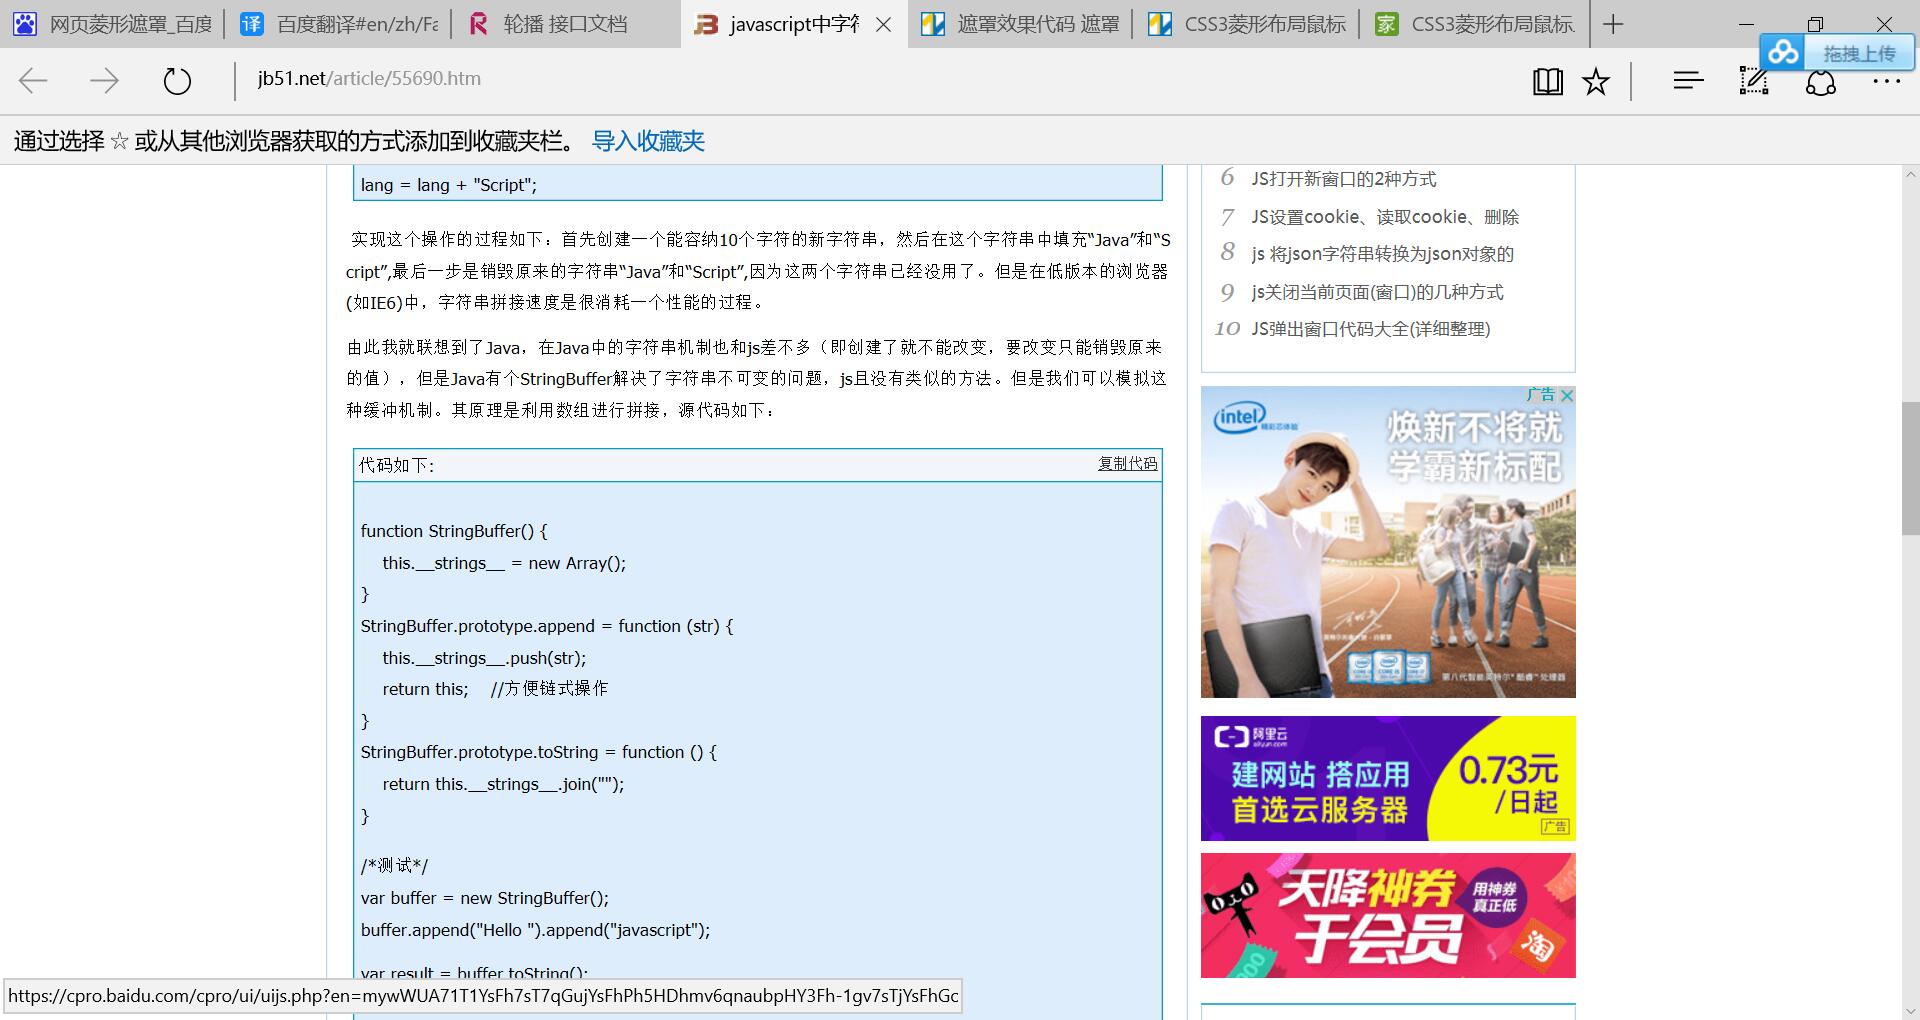 网页菱形遮罩_百度
百度翻译#en/zh/Fa
轮播 接口文档
javascript中字符
遮罩效果代码 遮罩
CSS3菱形布局鼠标
CSS3菱形布局鼠标
拖拽上传
jb51.net/article/55690.htm
通过选择 ☆ 或从其他浏览器获取的方式添加到收藏夹栏。 导入收藏夹
lang = lang + "Script";
实现这个操作的过程如下：首先创建一个能容纳10个字符的新字符串，然后在这个字符串中填充“Java”和“S
cript”,最后一步是销毁原来的字符串“Java”和“Script”,因为这两个字符串已经没用了。但是在低版本的浏览器
(如IE6)中，字符串拼接速度是很消耗一个性能的过程。
由此我就联想到了Java，在Java中的字符串机制也和js差不多（即创建了就不能改变，要改变只能销毁原来
的值），但是Java有个StringBuffer解决了字符串不可变的问题，js且没有类似的方法。但是我们可以模拟这
种缓冲机制。其原理是利用数组进行拼接，源代码如下：
代码如下:
复制代码
function StringBuffer() {
this.__strings__ = new Array();
}
StringBuffer.prototype.append = function (str) {
this.__strings__.push(str);
return this; //方便链式操作
}
StringBuffer.prototype.toString = function () {
return this.__strings__.join("");
}
/*测试*/
var buffer = new StringBuffer();
buffer.append("Hello ").append("javascript");
var result = buffer.toString();
https://cpro.baidu.com/cpro/ui/uijs.php?en=mywWUA71T1YsFh7sT7qGujYsFhPh5HDhmv6qnaubpHY3Fh-1gv7sTjYsFhGc
6 JS打开新窗口的2种方式
7 JS设置cookie、读取cookie、删除
8 js 将json字符串转换为json对象的
9 js关闭当前页面(窗口)的几种方式
10 JS弹出窗口代码大全(详细整理)
广告
intel
精彩芯体验
焕新不将就
学霸新标配
第八代智能英特尔® 酷睿™ 处理器
阿里云
aliyun.com
建网站 搭应用
首选云服务器
0.73元
/日起
广告
天降神券
用神券
真正低
于会员
淘